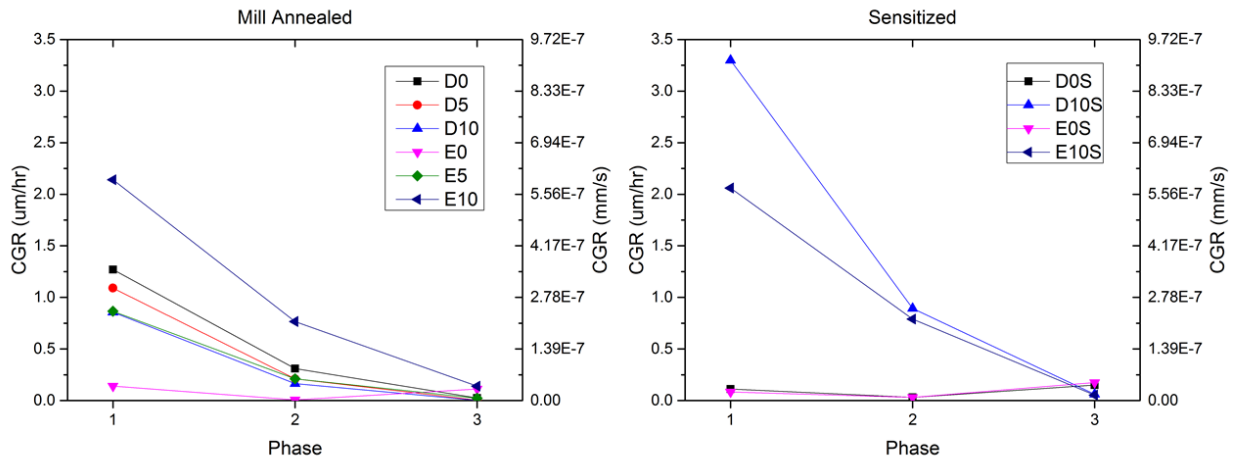 Mill Annealed
3.5
3.0
2.5
2.0
1.5
1.0
0.5
0.0
CGR (um/hr)
D0
D5
D10
E0
E5
E10
9.72E-7
8.33E-7
6.94E-7
5.56E-7
4.17E-7
2.78E-7
1.39E-7
0.00
CGR (mm/s)
1 2 3
Phase
Sensitized
3.5
3.0
2.5
2.0
1.5
1.0
0.5
0.0
CGR (um/hr)
D0S
D10S
E0S
E10S
9.72E-7
8.33E-7
6.94E-7
5.56E-7
4.17E-7
2.78E-7
1.39E-7
0.00
CGR (mm/s)
1 2 3
Phase